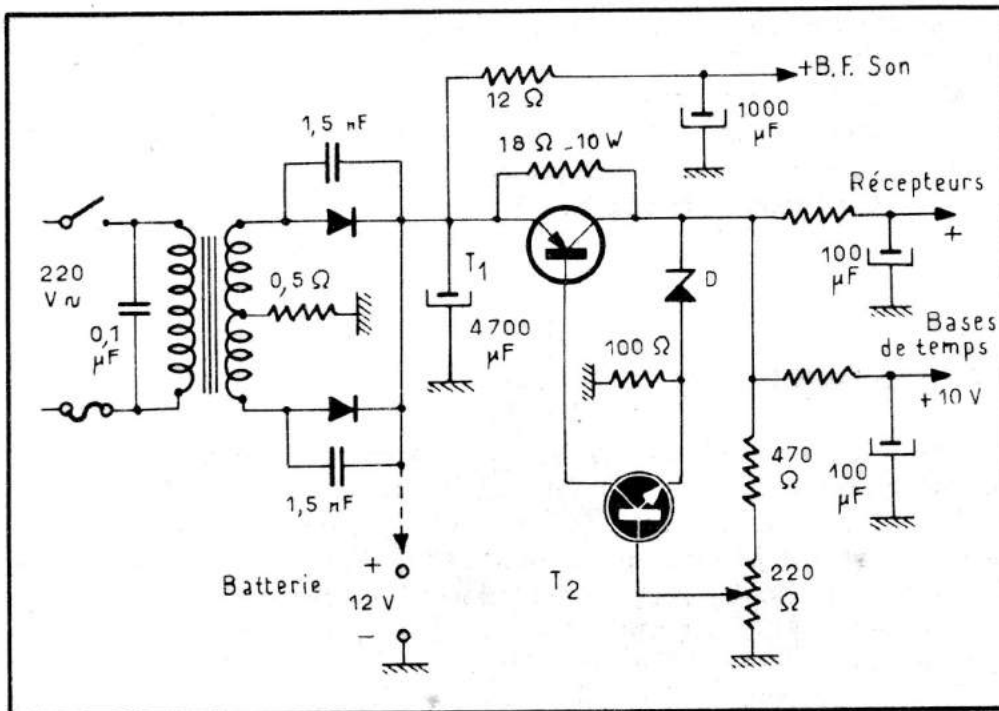 +B.F. Son
12 Ω
1000
µF
1,5 nF
18 Ω _ 10 W
Récepteurs
+
100
µF
220
V ~
0,1
µF
0,5 Ω
T1
4700
µF
D
100 Ω
Bases
de temps
+ 10 V
470
Ω
100
µF
1,5 nF
Batterie
+
12 V
–
T2
220
Ω